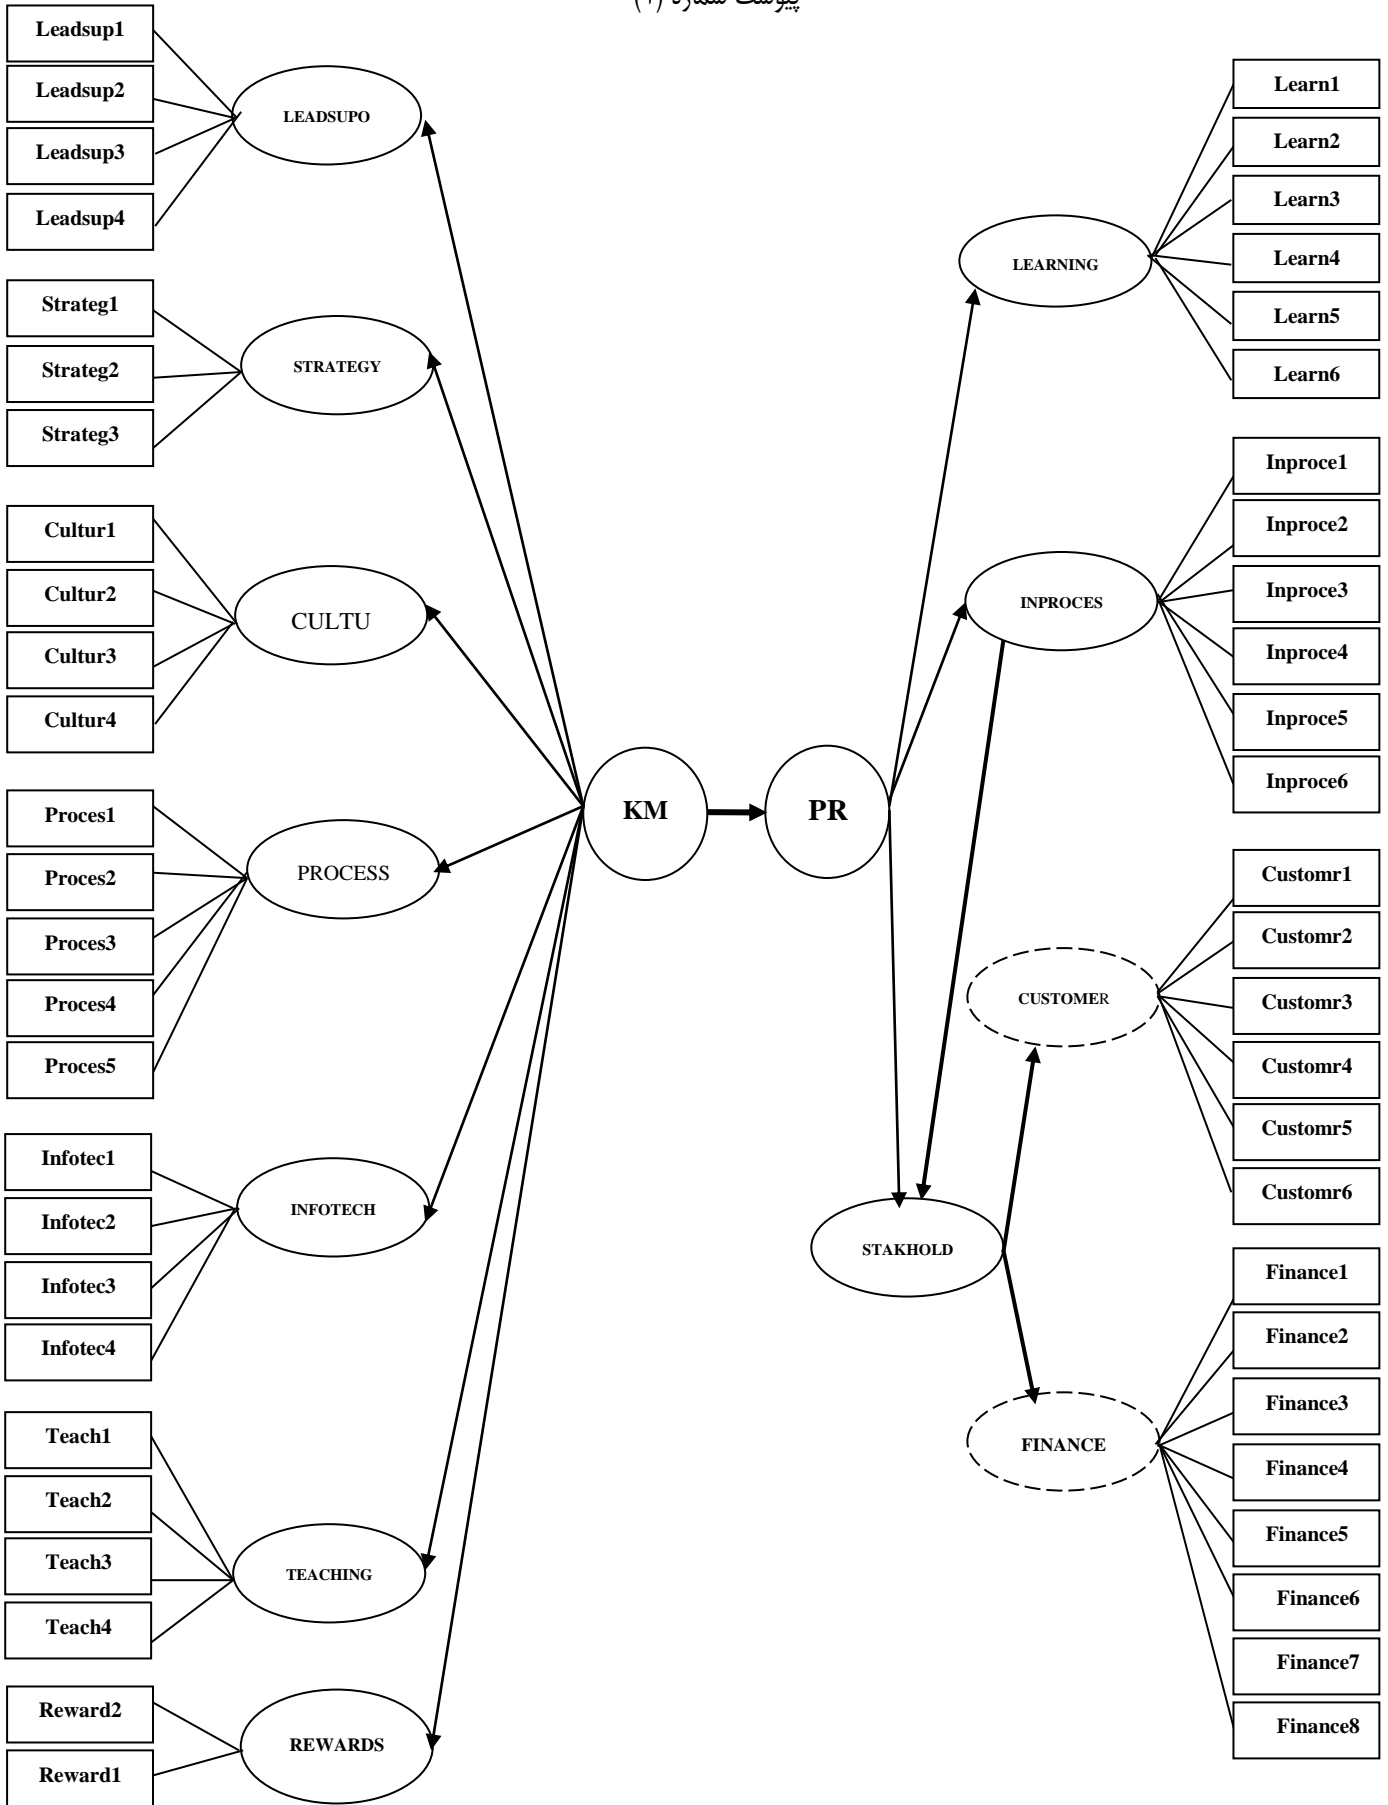 پیوست شماره (۱)
Leadsup1
Leadsup2
Leadsup3
Leadsup4
LEADSUPO
Strateg1
Strateg2
Strateg3
STRATEGY
Cultur1
Cultur2
Cultur3
Cultur4
CULTU
Proces1
Proces2
Proces3
Proces4
Proces5
PROCESS
Infotec1
Infotec2
Infotec3
Infotec4
INFOTECH
Teach1
Teach2
Teach3
Teach4
TEACHING
Reward2
Reward1
REWARDS
KM
PR
LEARNING
Learn1
Learn2
Learn3
Learn4
Learn5
Learn6
INPROCES
Inproce1
Inproce2
Inproce3
Inproce4
Inproce5
Inproce6
CUSTOMER
Customr1
Customr2
Customr3
Customr4
Customr5
Customr6
STAKHOLD
FINANCE
Finance1
Finance2
Finance3
Finance4
Finance5
Finance6
Finance7
Finance8